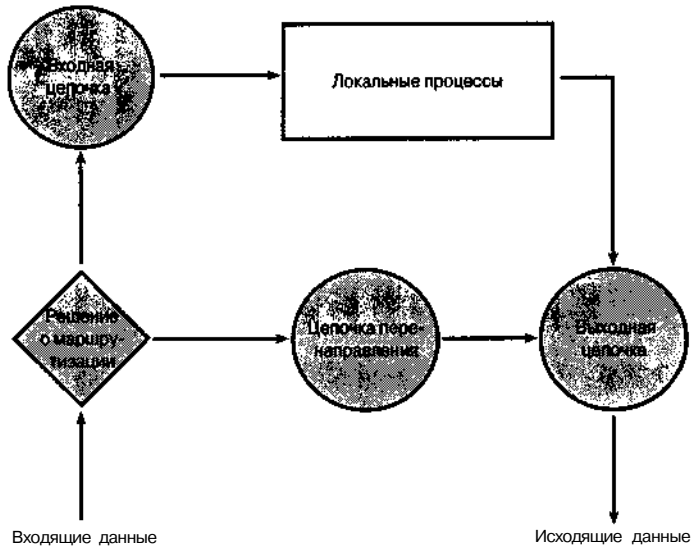 Входная
цепочка
Локальные процессы
Решение
о маршру-
тизации
Цепочка пере-
направления
Выходная
цепочка
Входящие данные
Исходящие данные